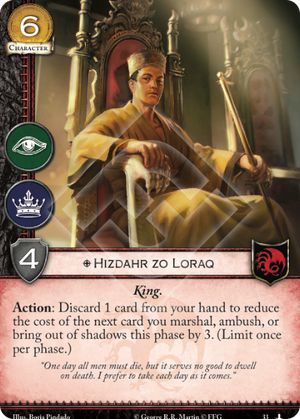 6
CHARACTER
4
HIZDAHR ZO LORAQ
King.
Action: Discard 1 card from your hand to reduce
the cost of the next card you marshal, ambush, or
bring out of shadows this phase by 3. (Limit once
per phase.)
"One day all men must die, but it serves no good to dwell
on death. I prefer to take each day as it comes."
Illus. Borja Pindado © George R.R. Martin © FFG 13